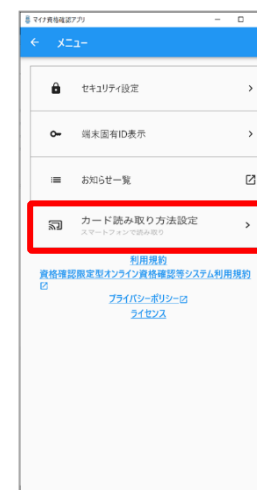 マイナ資格確認アプリ
メニュー
セキュリティ設定
端末固有ID表示
お知らせ一覧
カード読み取り方法設定
スマートフォンで読み取り
利用規約
資格確認限定型オンライン資格確認等システム利用規約
プライバシーポリシー
ライセンス